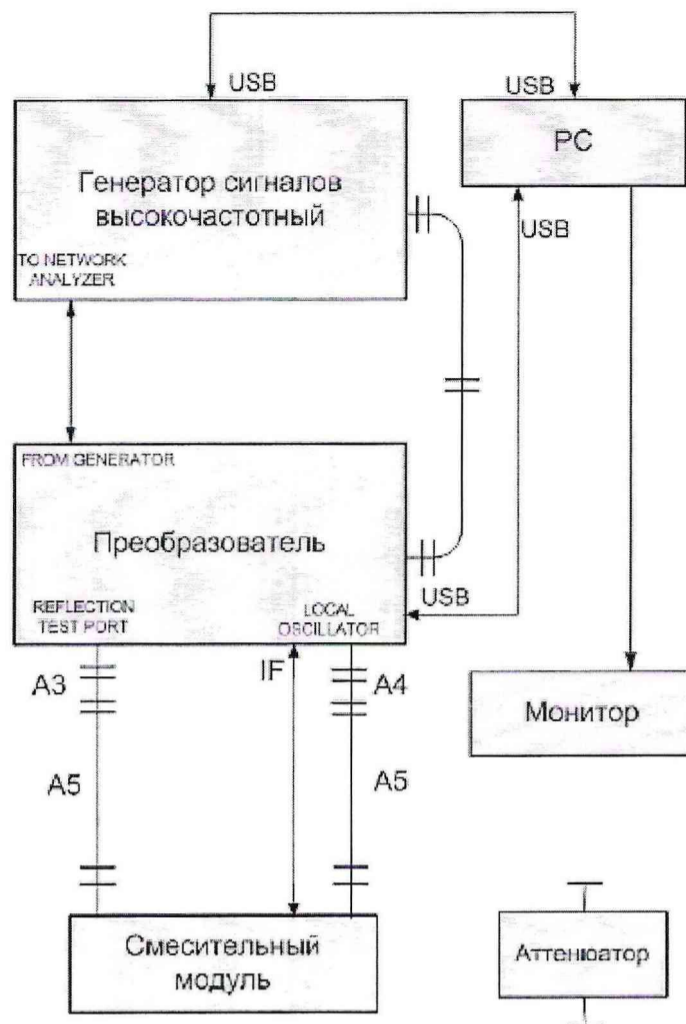 USB
USB
PC
Генератор сигналов
высокочастотный
TO NETWORK
ANALYZER
USB
FROM GENERATOR
Преобразователь
USB
REFLECTION
TEST PORT
LOCAL
OSCILLATOR
A3
IF
A4
Монитор
A5
A5
Смесительный
модуль
Аттенюатор